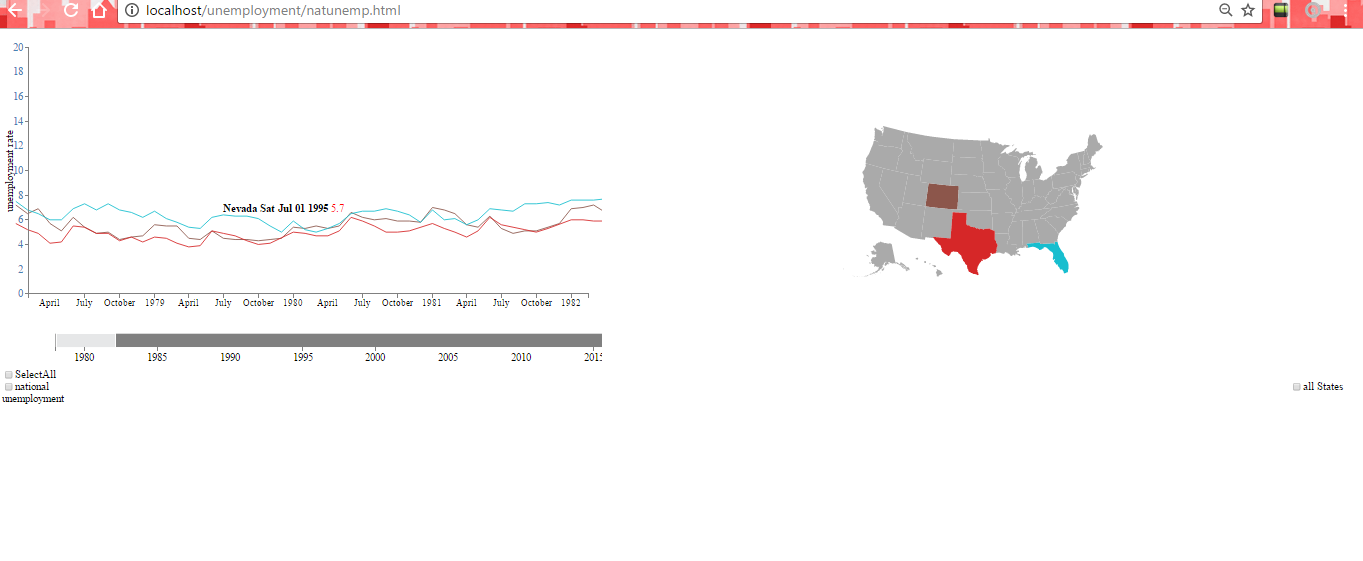 localhost/unemployment/natunemp.html
20
18
16
14
12
10
8
6
4
2
0
unemployment rate
Nevada Sat Jul 01 1995 5.7
April July October 1979 April July October 1980 April July October 1981 April July October 1982
1980 1985 1990 1995 2000 2005 2010 2015
SelectAll
national
unemployment
all States